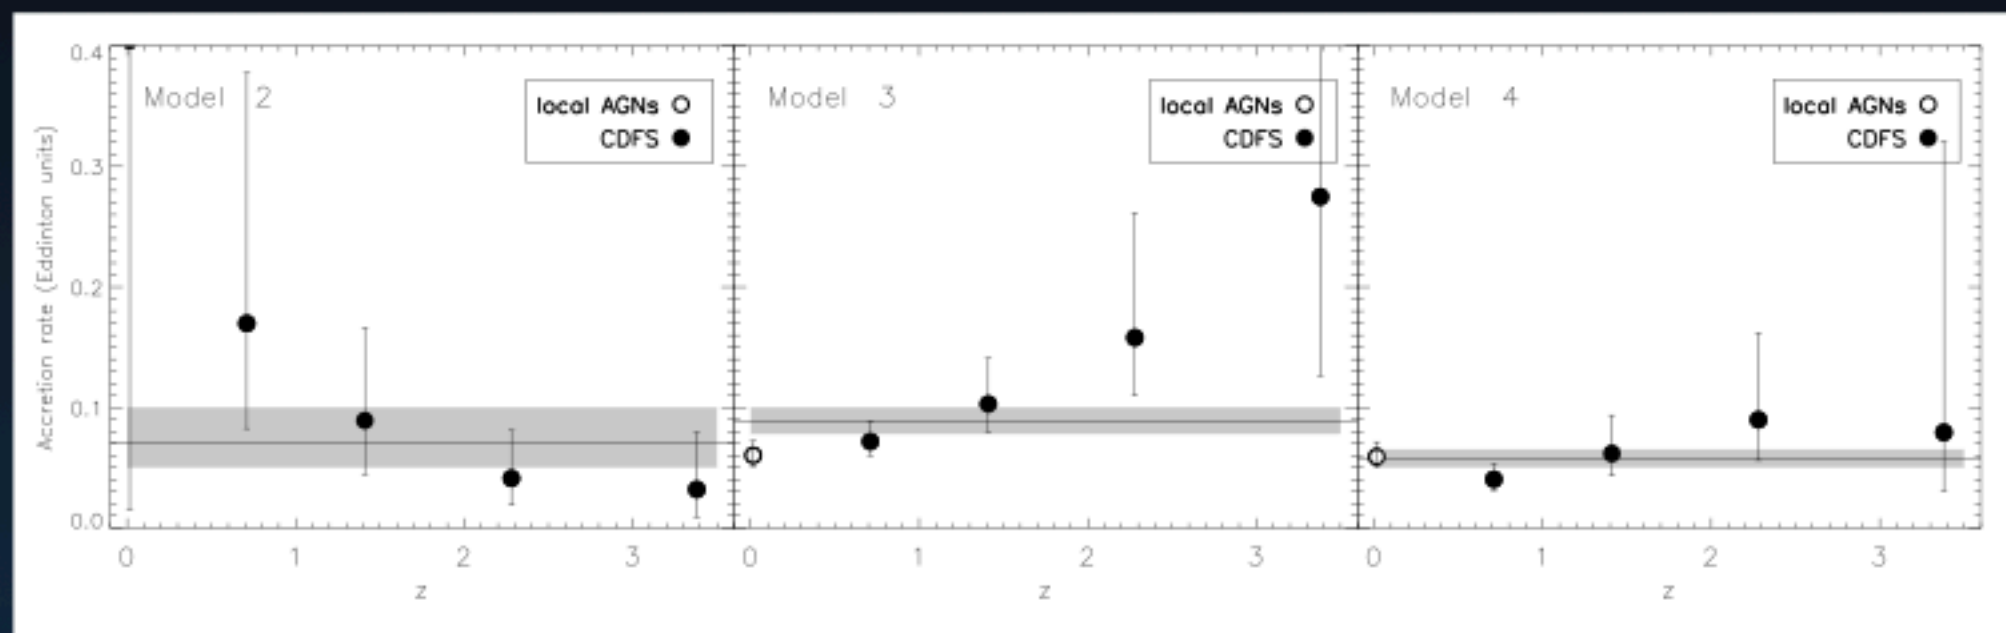 Accretion rate (Eddinton units)
0.4
0.3
0.2
0.1
0.0
Model 2
local AGNs
CDFS
0 1 2 3
z
Model 3
local AGNs
CDFS
0 1 2 3
z
Model 4
local AGNs
CDFS
0 1 2 3
z